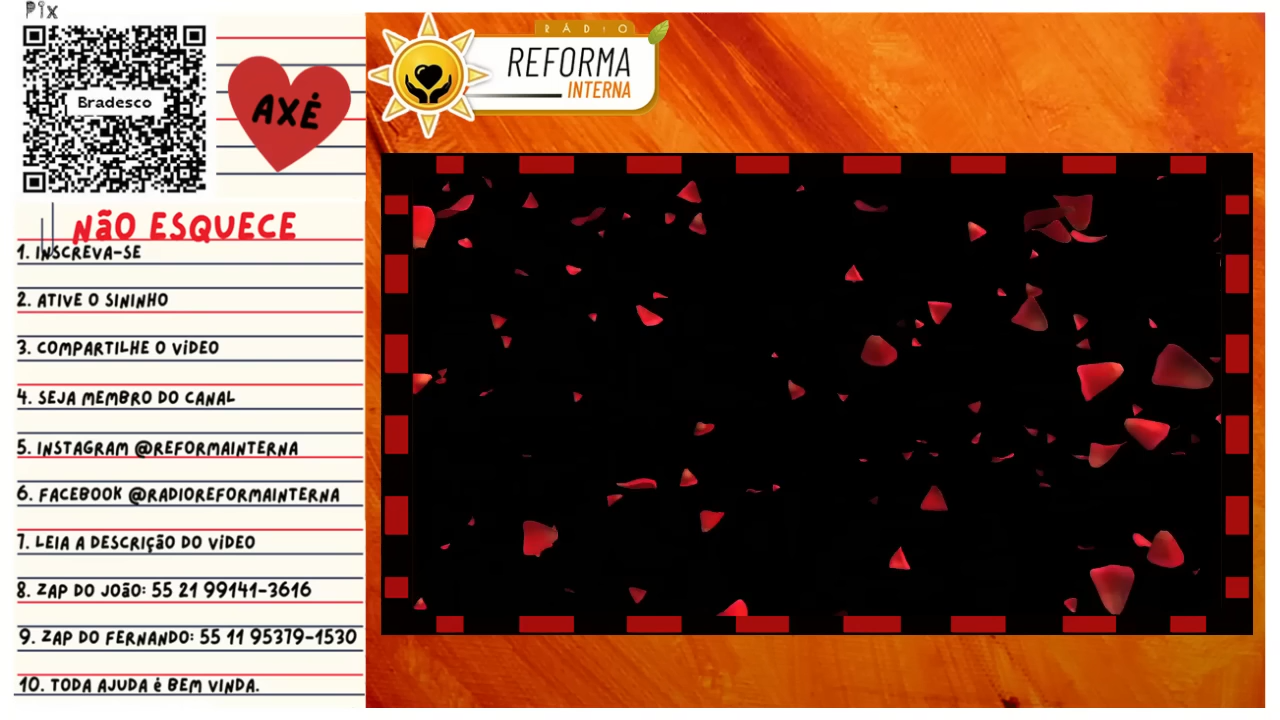 Pix
Bradesco
AXÉ
NãO ESQUECE
1. INSCREVA-SE
2. ATIVE O SININHO
3. COMPARTILHE O VíDEO
4. SEJA MEMBRO DO CANAL
5. INSTAGRAM @REFORMAINTERNA
6. FACEBOOK @RADIOREFORMAINTERNA
7. LEIA A DESCRIÇãO DO VíDEO
8. ZAP DO JOãO: 55 21 99141-3616
9. ZAP DO FERNANDO: 55 11 95379-1530
10. TODA AJUDA é BEM VINDA.
RÁDIO
REFORMA
INTERNA